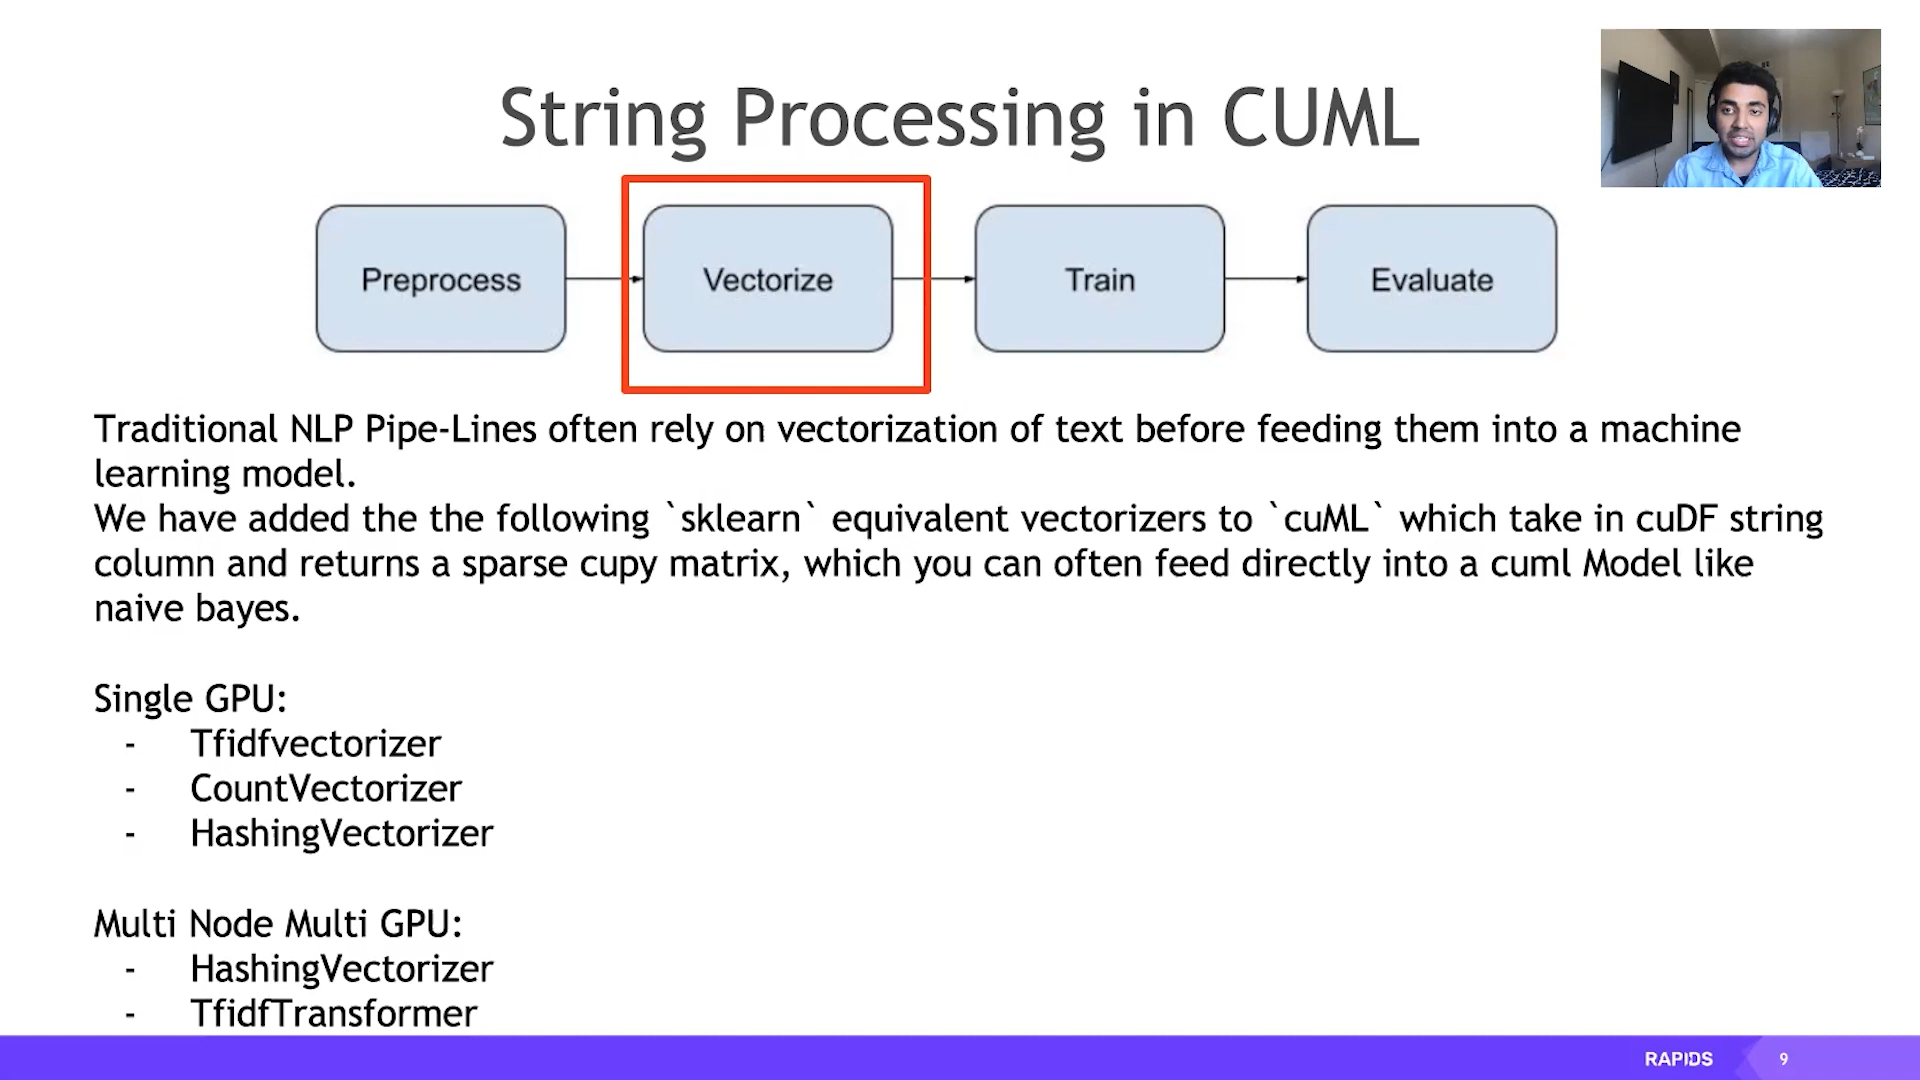 String Processing in CUML
Preprocess
Vectorize
Train
Evaluate
Traditional NLP Pipe-Lines often rely on vectorization of text before feeding them into a machine
learning model.
We have added the the following `sklearn` equivalent vectorizers to `cuML` which take in cuDF string
column and returns a sparse cupy matrix, which you can often feed directly into a cuml Model like
naive bayes.
Single GPU:
- Tfidfvectorizer
- CountVectorizer
- HashingVectorizer
Multi Node Multi GPU:
- HashingVectorizer
- TfidfTransformer
RAPIDS
9